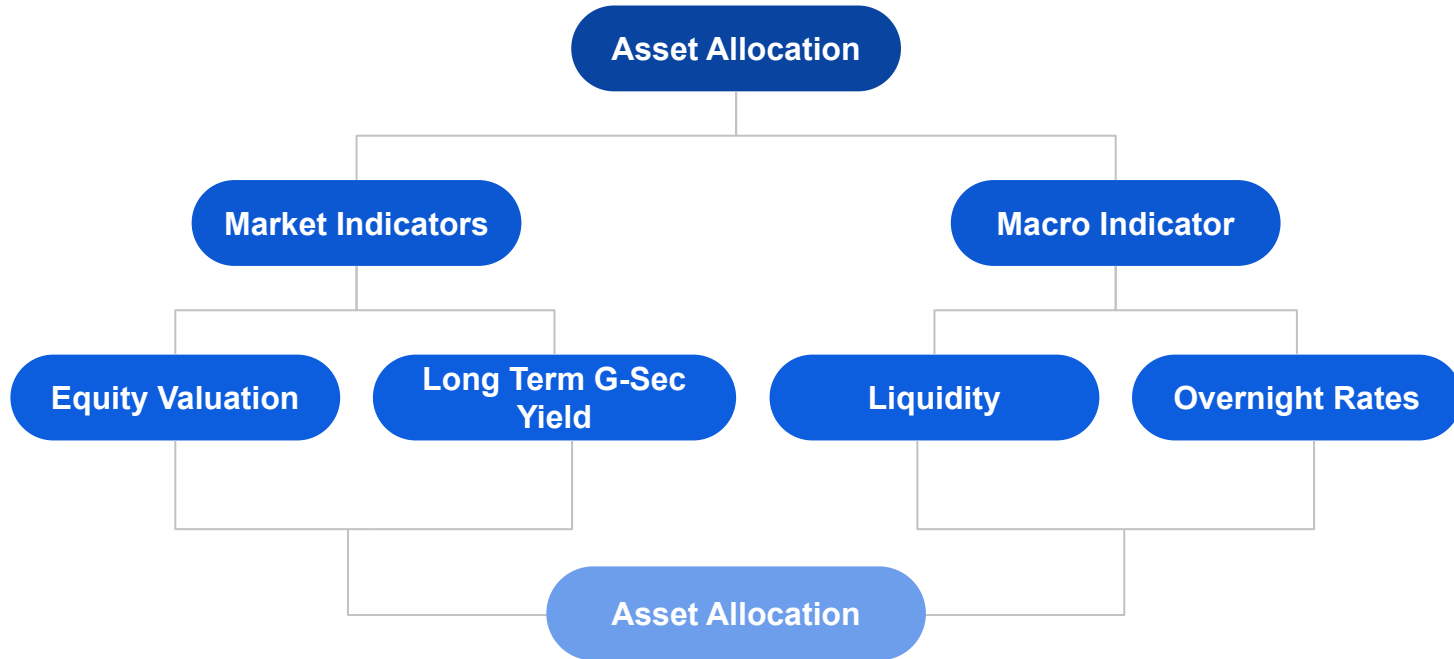 Asset Allocation
Market Indicators
Macro Indicator
Equity Valuation
Long Term G-Sec
Yield
Liquidity
Overnight Rates
Asset Allocation